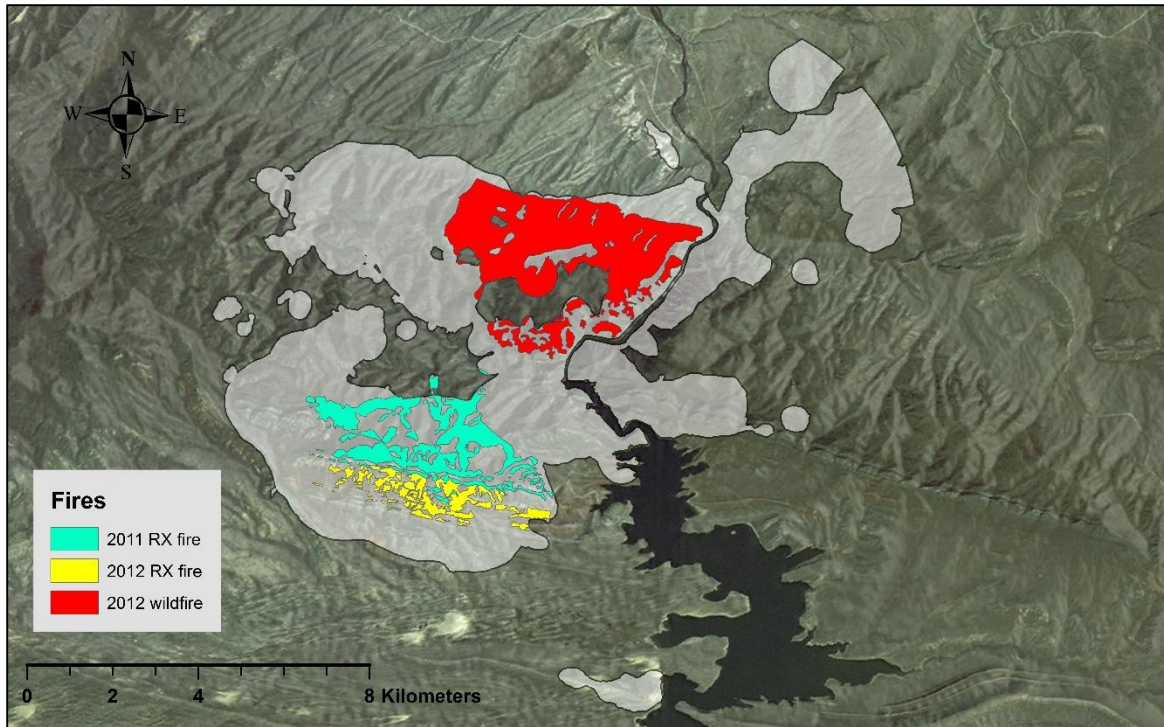 N
W E
S
Fires
2011 RX fire
2012 RX fire
2012 wildfire
0 2 4 8 Kilometers